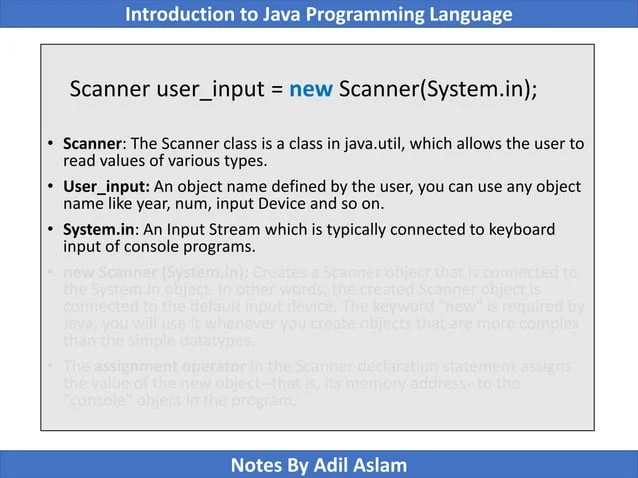 Introduction to Java Programming Language
Scanner user_input = new Scanner(System.in);
• Scanner: The Scanner class is a class in java.util, which allows the user to
read values of various types.
• User_input: An object name defined by the user, you can use any object
name like year, num, input Device and so on.
• System.in: An Input Stream which is typically connected to keyboard
input of console programs.
• new Scanner (System.in): Creates a Scanner object that is connected to
the System.in object. In other words, the created Scanner object is
connected to the default input device. The keyword "new" is required by
Java; you will use it whenever you create objects that are more complex
than the simple datatypes.
• The assignment operator in the Scanner declaration statement assigns
the value of the new object--that is, its memory address--to the
"console" object in the program.
Notes By Adil Aslam